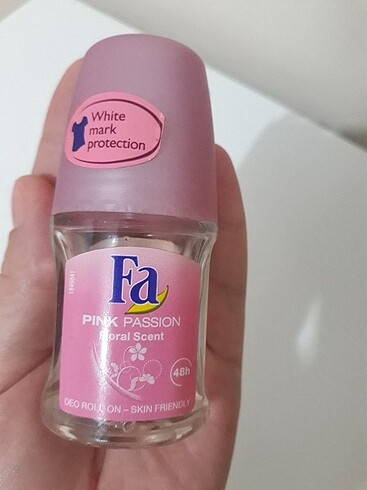 White
mark
protection
Fa
PINK PASSION
Floral Scent
48h
DEO ROLL-ON – SKIN FRIENDLY